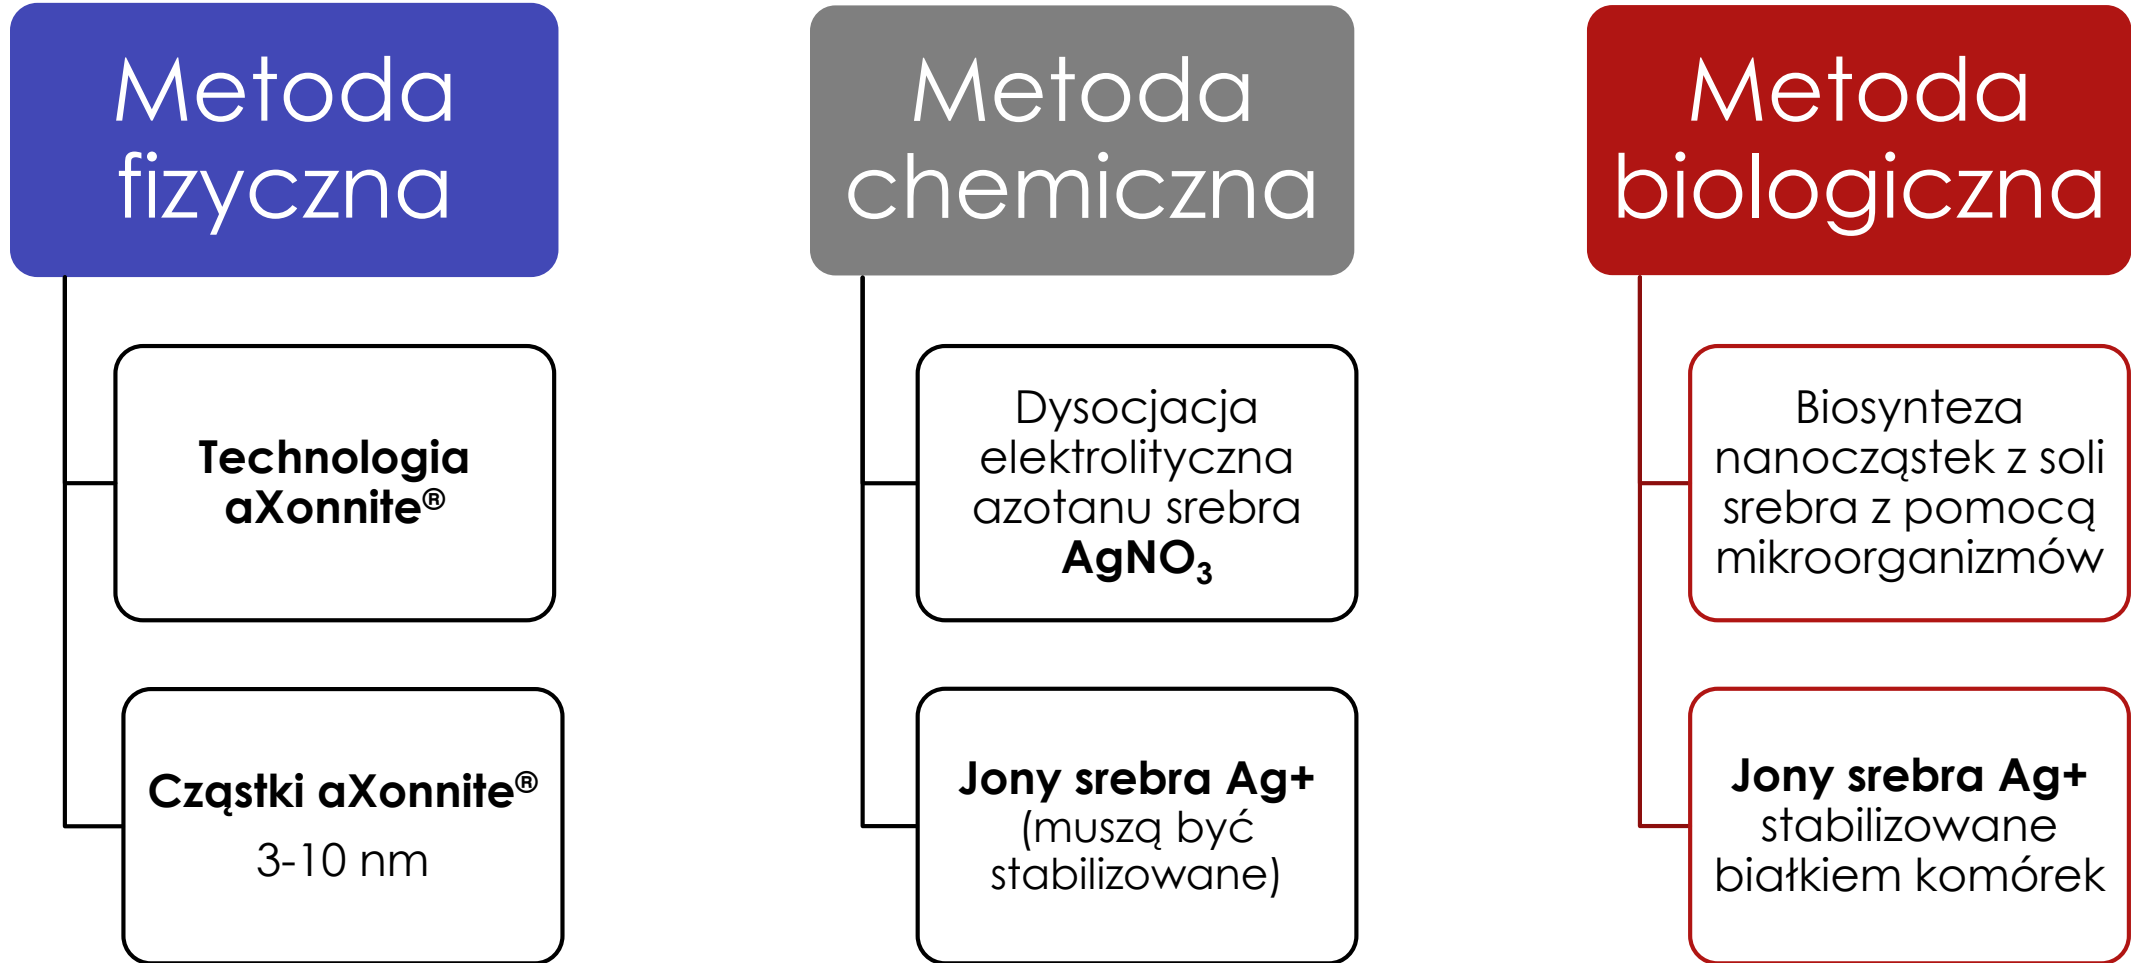 Metoda
fizyczna
Technologia
aXonnite®
Cząstki aXonnite®
3-10 nm
Metoda
chemiczna
Dysocjacja
elektrolityczna
azotanu srebra
AgNO₃
Jony srebra Ag+
(muszą być
stabilizowane)
Metoda
biologiczna
Biosynteza
nanocząstek z soli
srebra z pomocą
mikroorganizmów
Jony srebra Ag+
stabilizowane
białkiem komórek